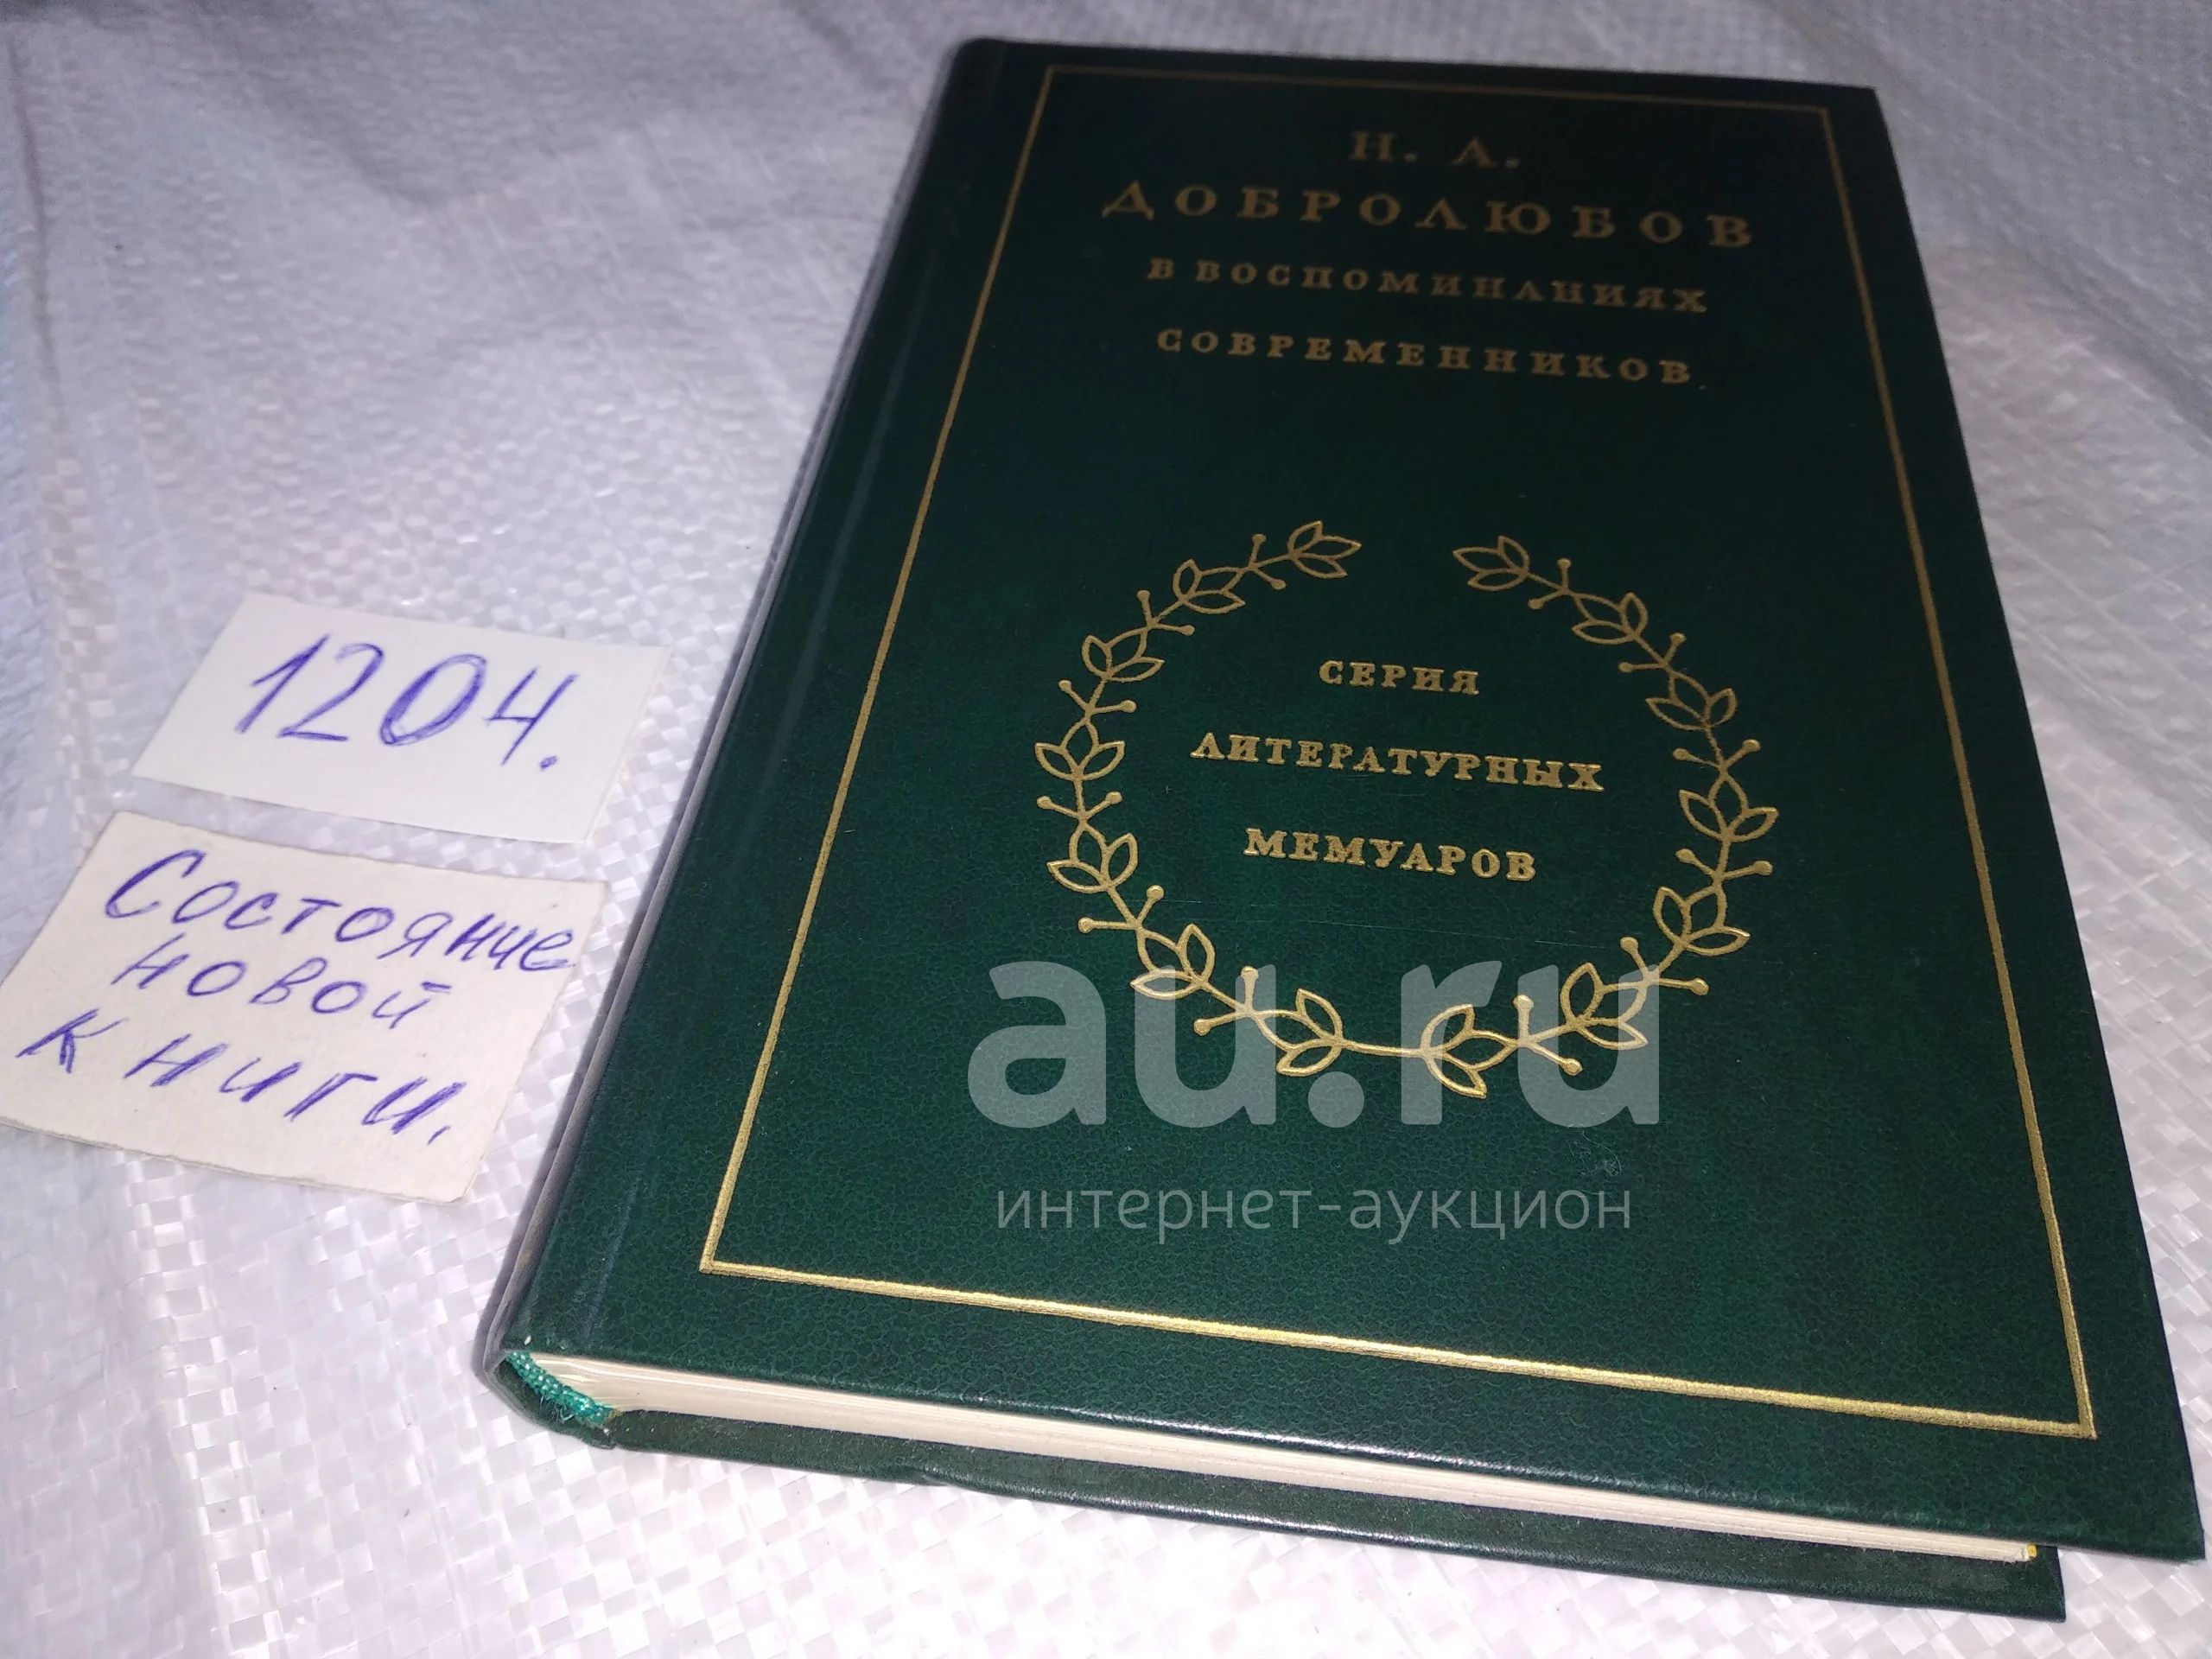 Н. А.
ДОБРОЛЮБОВ
В ВОСПОМИНАНИЯХ
СОВРЕМЕННИКОВ
СЕРИЯ
ЛИТЕРАТУРНЫХ
МЕМУАРОВ
1204.
Состояние
новой
книги.
au.ru
интернет-аукцион